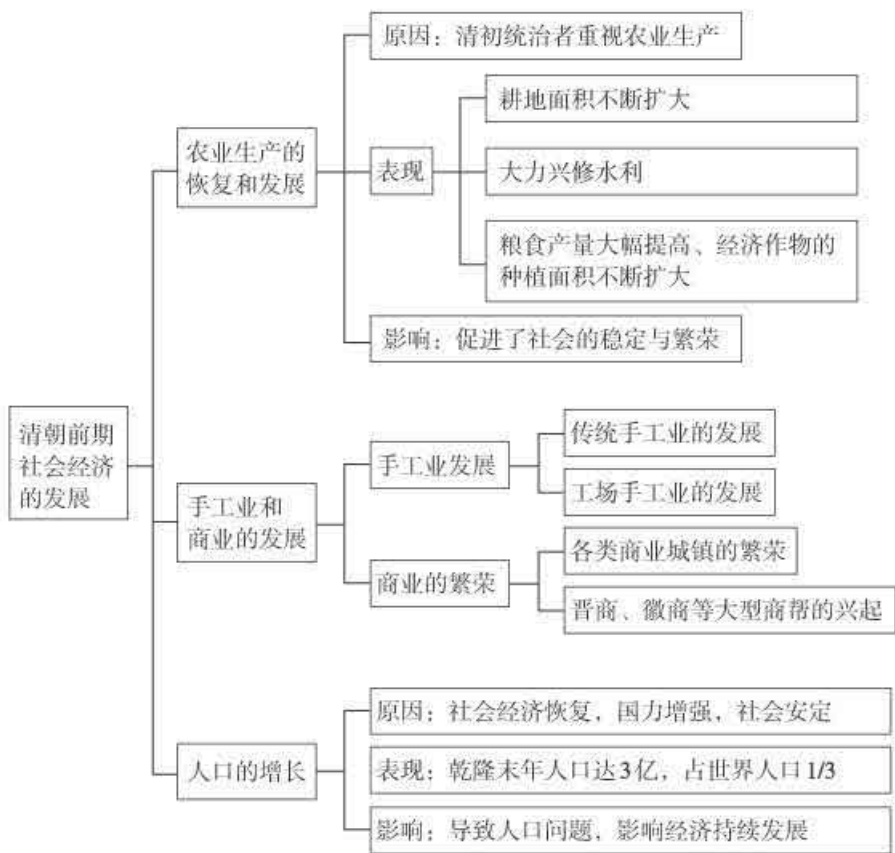 清朝前期
社会经济
的发展
农业生产的
恢复和发展
原因：清初统治者重视农业生产
表现
耕地面积不断扩大
大力兴修水利
粮食产量大幅提高、经济作物的
种植面积不断扩大
影响：促进了社会的稳定与繁荣
手工业和
商业的发展
手工业发展
传统手工业的发展
工场手工业的发展
商业的繁荣
各类商业城镇的繁荣
晋商、徽商等大型商帮的兴起
人口的增长
原因：社会经济恢复，国力增强，社会安定
表现：乾隆末年人口达3亿，占世界人口1/3
影响：导致人口问题，影响经济持续发展